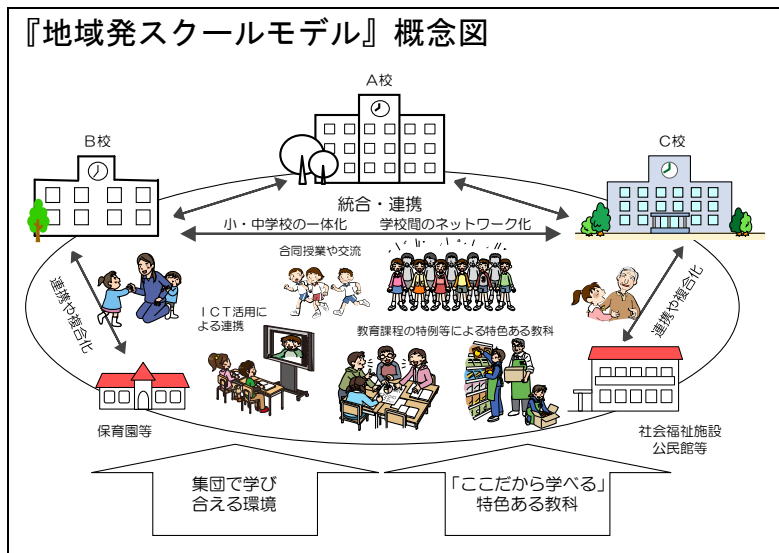 『地域発スクールモデル』概念図
A校
B校
C校
統合・連携
小・中学校の一体化 学校間のネットワーク化
合同授業や交流
連携や複合化
ICT活用に
よる連携
教育課程の特例等による特色ある教科
連携や複合化
保育園等
社会福祉施設
公民館等
集団で学び
合える環境
「ここだから学べる」
特色ある教科